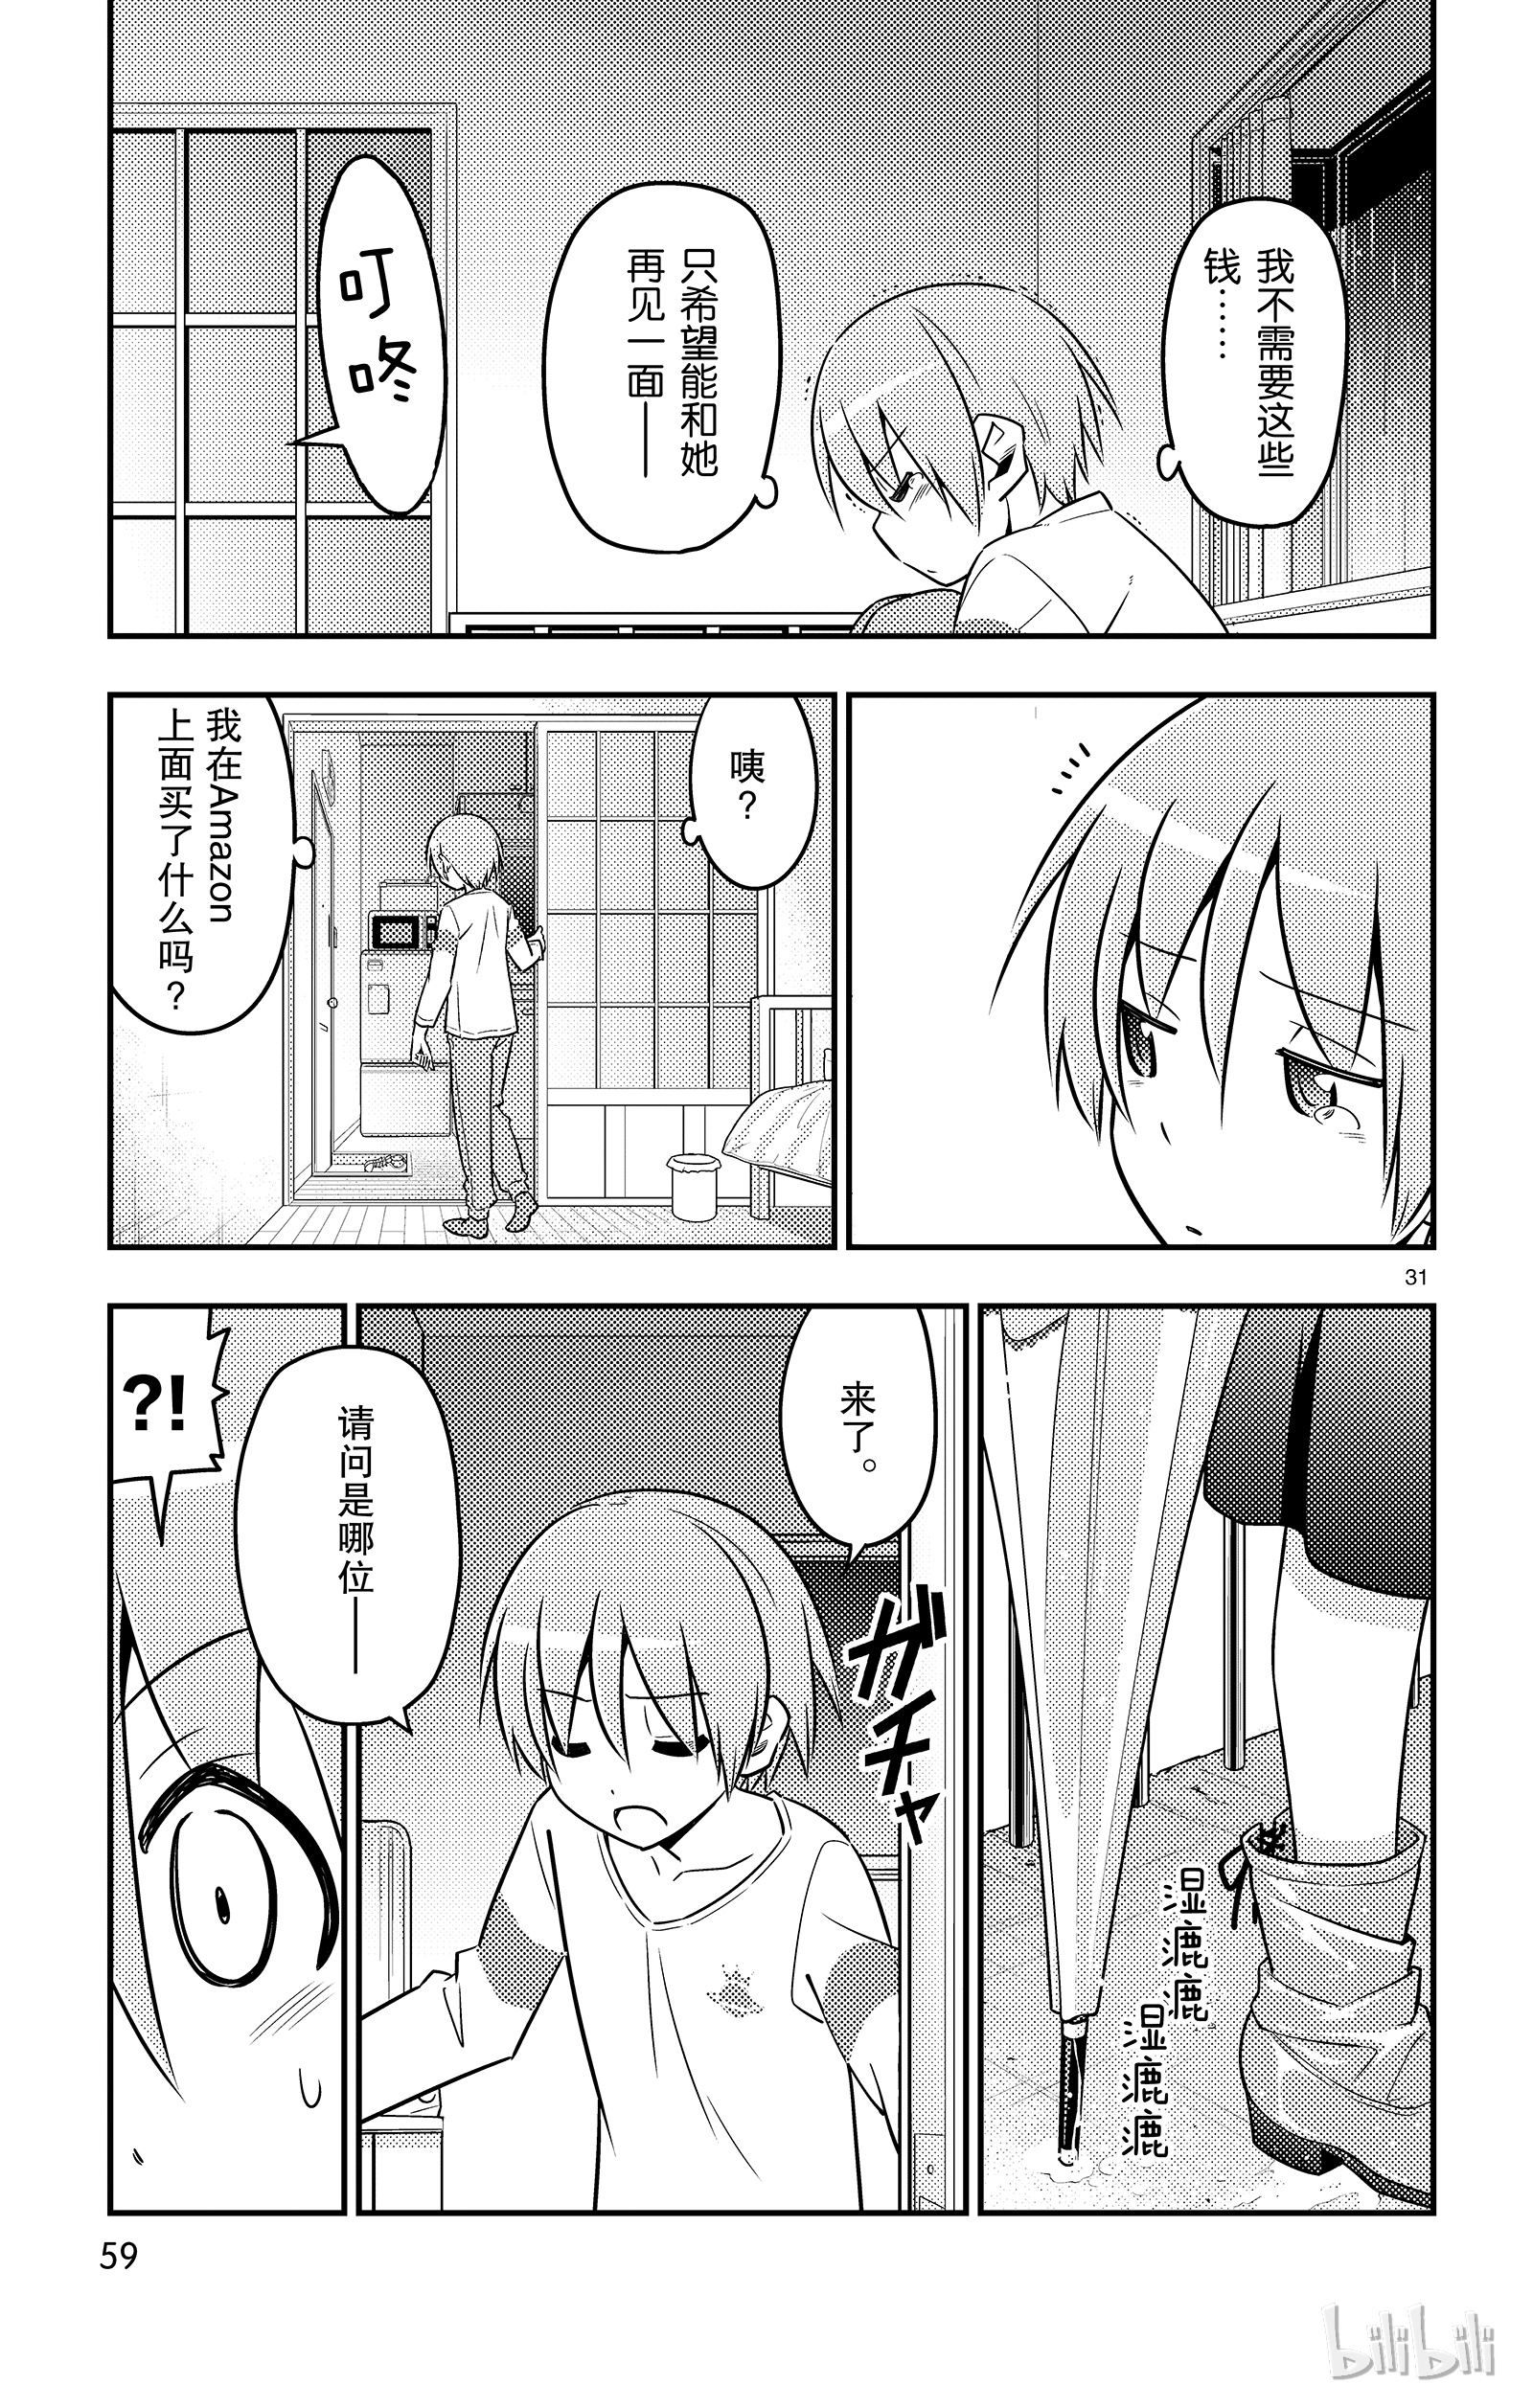 我不需要这些
钱……
只希望能和她
再见一面——
叮咚
咦？
我在Amazon
上面买了什么吗？
31
湿漉漉
湿漉漉
来了。
ガチャ
请问是哪位——
?!
59
bilibili